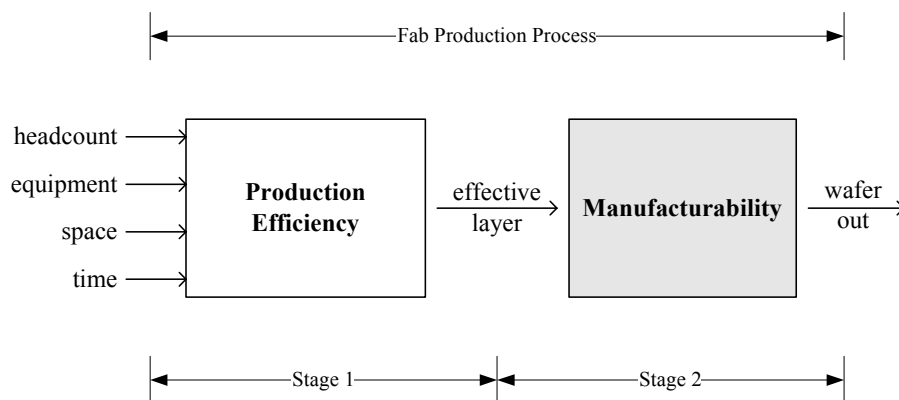 Fab Production Process
headcount
equipment
space
time
Production
Efficiency
effective
layer
Manufacturability
wafer
out
Stage 1
Stage 2